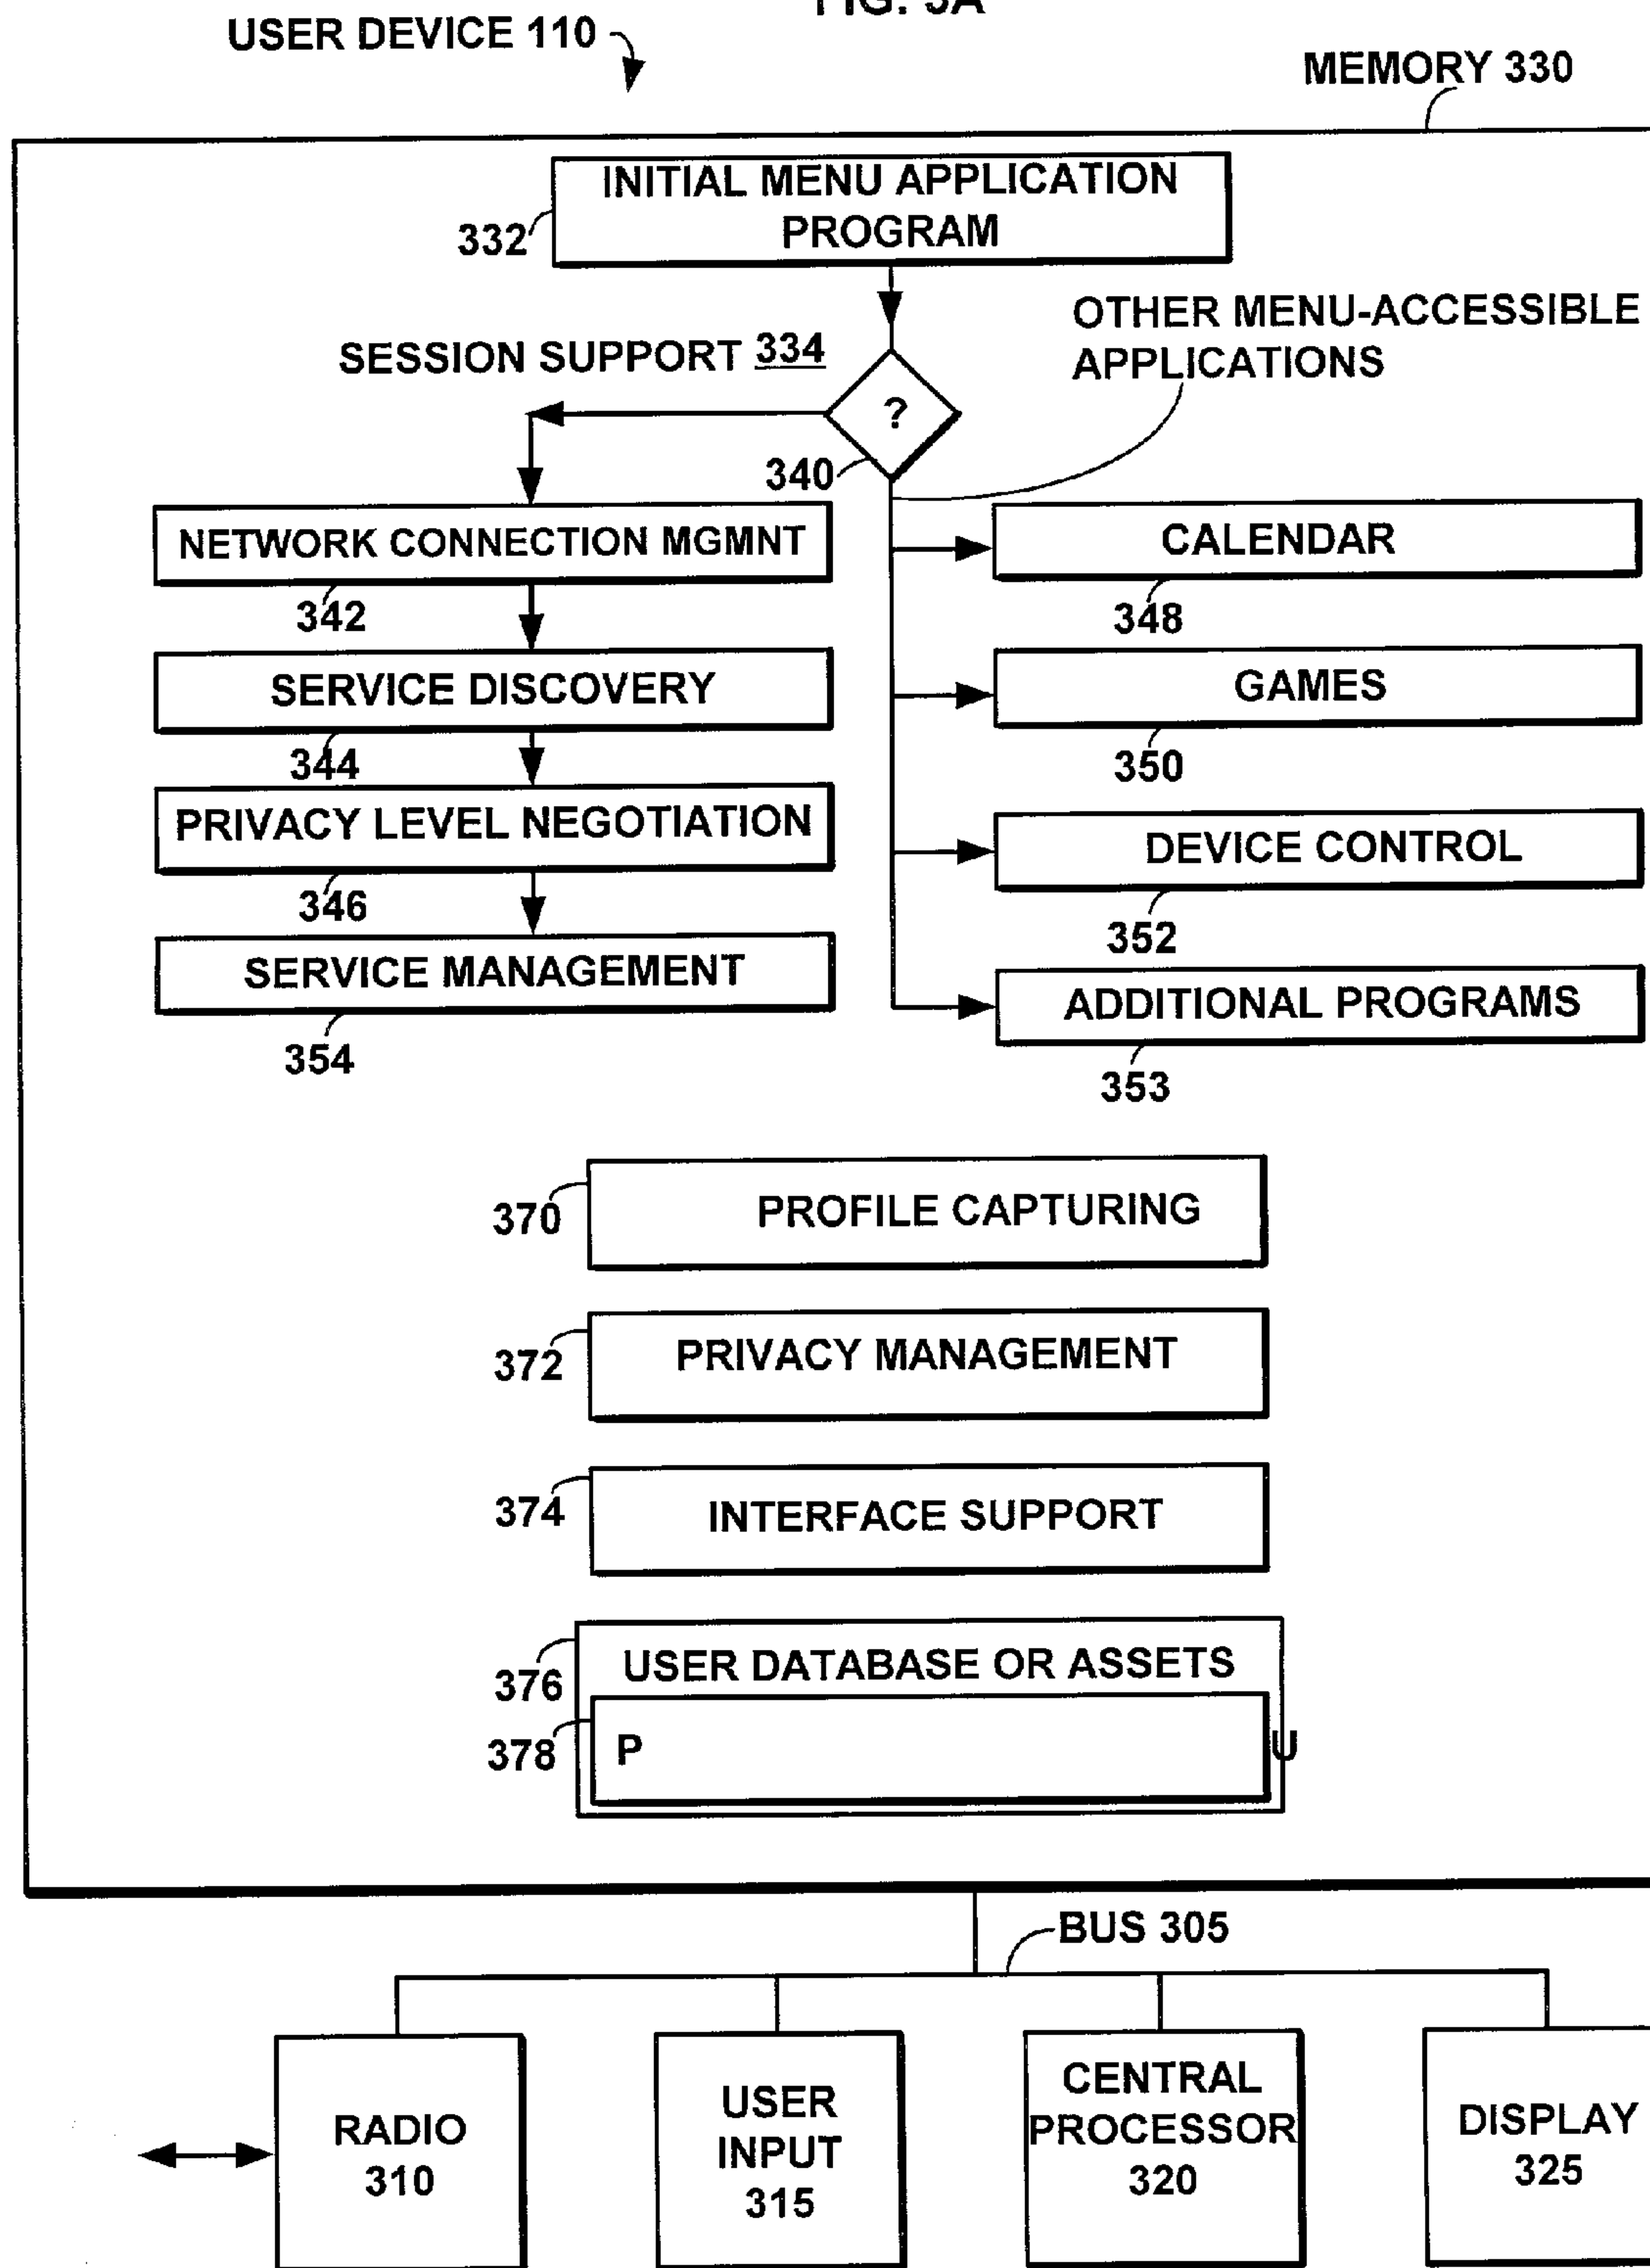 FIG. 3A
USER DEVICE 110
MEMORY 330
INITIAL MENU APPLICATION
PROGRAM
332
OTHER MENU-ACCESSIBLE
APPLICATIONS
SESSION SUPPORT 334
?
340
NETWORK CONNECTION MGMNT
342
CALENDAR
348
SERVICE DISCOVERY
344
GAMES
350
PRIVACY LEVEL NEGOTIATION
346
DEVICE CONTROL
352
SERVICE MANAGEMENT
354
ADDITIONAL PROGRAMS
353
370
PROFILE CAPTURING
372
PRIVACY MANAGEMENT
374
INTERFACE SUPPORT
376
USER DATABASE OR ASSETS
378
P
U
BUS 305
RADIO
310
USER
INPUT
315
CENTRAL
PROCESSOR
320
DISPLAY
325